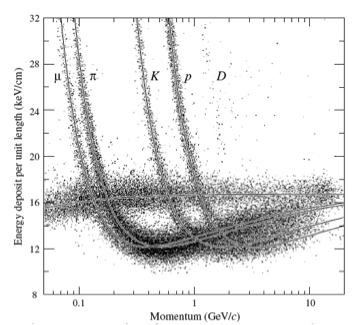 32
28
24
20
16
12
8
Energy deposit per unit length (keV/cm)
μ
π
K
p
D
e
0.1
1
10
Momentum (GeV/c)